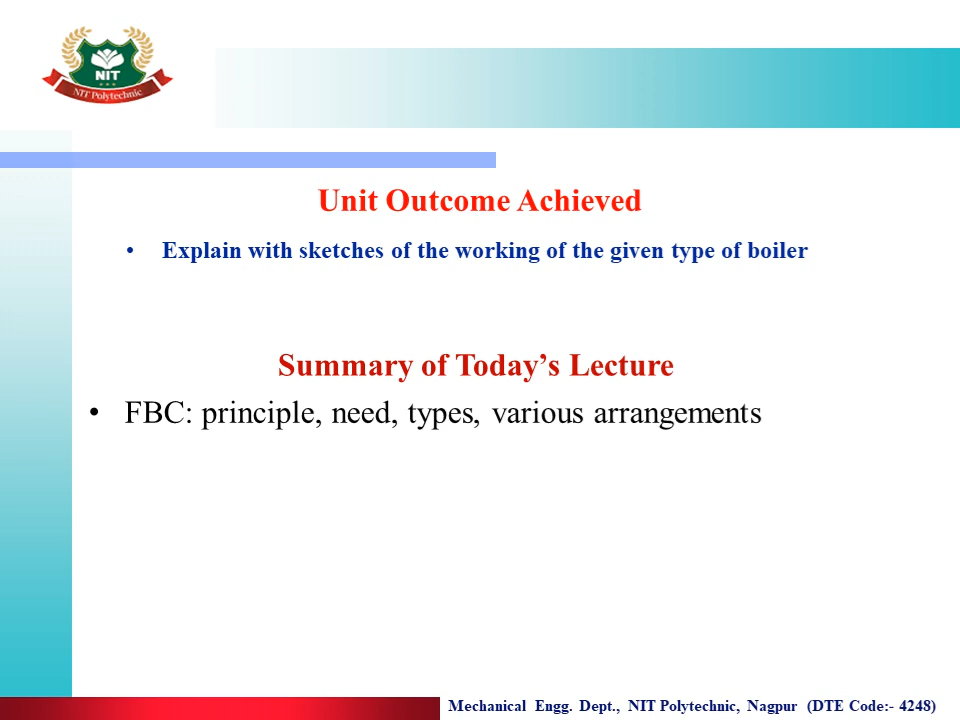 NIT
NIT Polytechnic
Unit Outcome Achieved
• Explain with sketches of the working of the given type of boiler
Summary of Today’s Lecture
• FBC: principle, need, types, various arrangements
Mechanical Engg. Dept., NIT Polytechnic, Nagpur (DTE Code:- 4248)